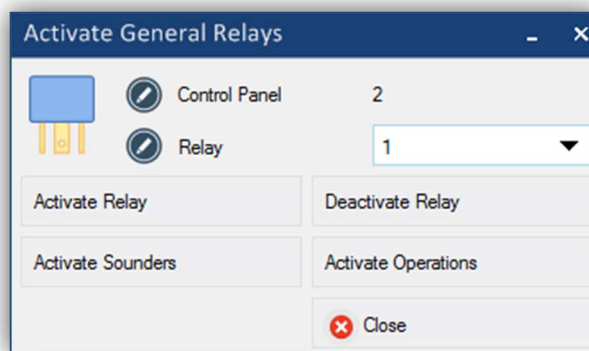 Activate General Relays
Control Panel 2
Relay 1
Activate Relay Deactivate Relay
Activate Sounders Activate Operations
Close